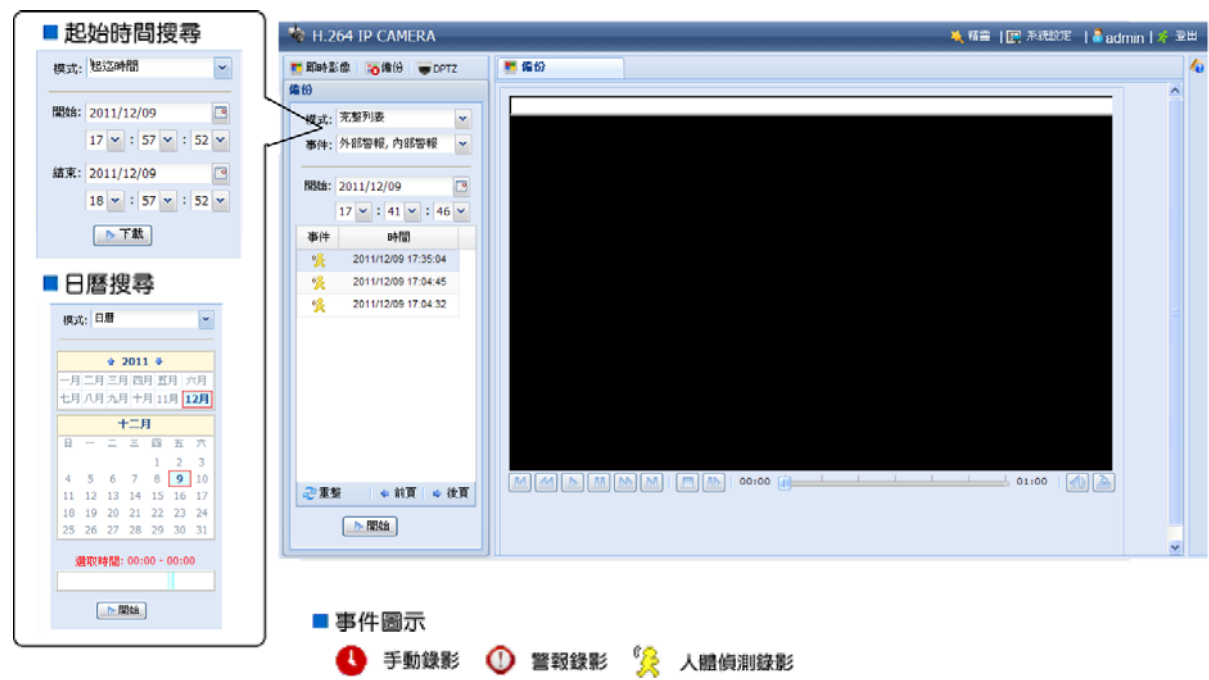 起始時間搜尋
模式: 起迄時間
開始: 2011/12/09
17 : 57 : 52
結束: 2011/12/09
18 : 57 : 52
下載
日曆搜尋
模式: 日曆
2011
一月 二月 三月 四月 五月 六月
七月 八月 九月 十月 11月 12月
十二月
日 一 二 三 四 五 六
1 2 3
4 5 6 7 8 9 10
11 12 13 14 15 16 17
18 19 20 21 22 23 24
25 26 27 28 29 30 31
選取時間: 00:00 - 00:00
開始
H.264 IP CAMERA
精靈 | 系統設定 | admin | 登出
即時影像 備份 DPTZ
備份
備份
模式: 完整列表
事件: 外部警報, 內部警報
開始: 2011/12/09
17 : 41 : 46
事件 時間
2011/12/09 17:35:04
2011/12/09 17:04:45
2011/12/09 17:04:32
重整 前頁 後頁
開始
00:00 01:00
事件圖示
手動錄影 警報錄影 人體偵測錄影